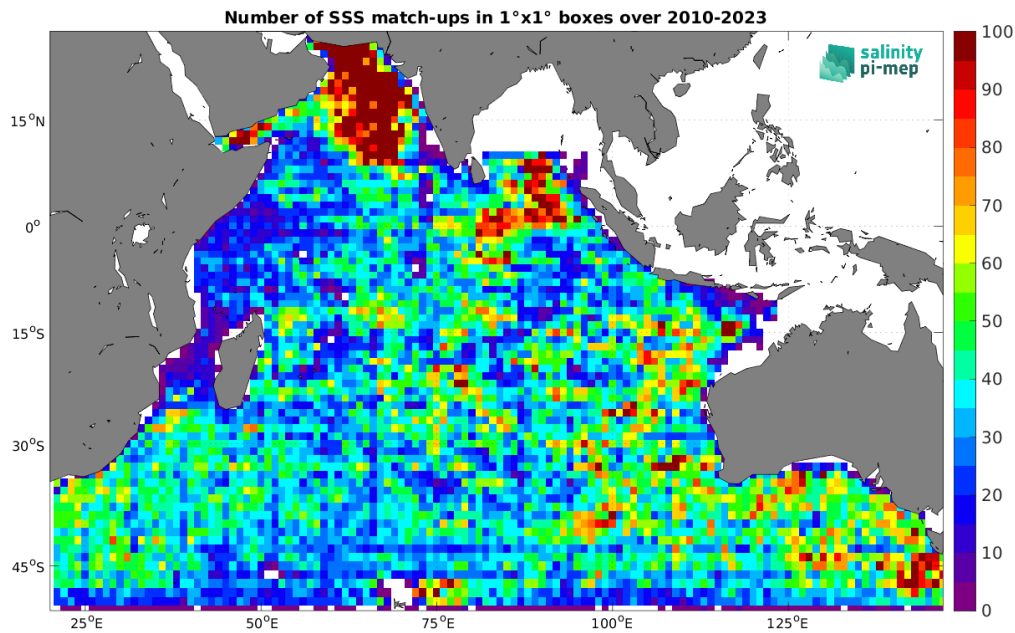 Number of SSS match-ups in 1°x1° boxes over 2010-2023
salinity
pi-mep
100
90
80
70
60
50
40
30
20
10
0
15°N
0°
15°S
30°S
45°S
25°E
50°E
75°E
100°E
125°E